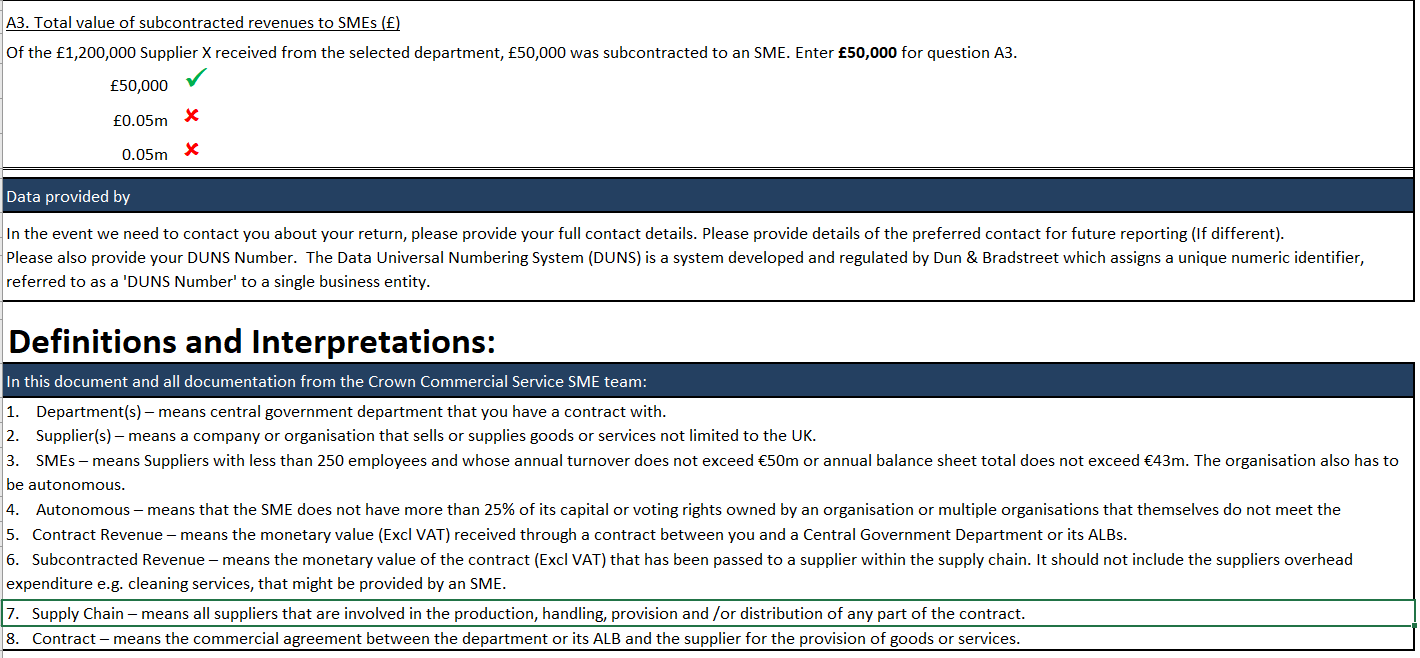 A3. Total value of subcontracted revenues to SMEs (£)
Of the £1,200,000 Supplier X received from the selected department, £50,000 was subcontracted to an SME. Enter £50,000 for question A3.
£50,000
£0.05m
0.05m
Data provided by
In the event we need to contact you about your return, please provide your full contact details. Please provide details of the preferred contact for future reporting (If different).
Please also provide your DUNS Number.  The Data Universal Numbering System (DUNS) is a system developed and regulated by Dun & Bradstreet which assigns a unique numeric identifier,
referred to as a 'DUNS Number' to a single business entity.
Definitions and Interpretations:
In this document and all documentation from the Crown Commercial Service SME team:
1. Department(s) – means central government department that you have a contract with.
2. Supplier(s) – means a company or organisation that sells or supplies goods or services not limited to the UK.
3. SMEs – means Suppliers with less than 250 employees and whose annual turnover does not exceed €50m or annual balance sheet total does not exceed €43m. The organisation also has to
be autonomous.
4. Autonomous – means that the SME does not have more than 25% of its capital or voting rights owned by an organisation or multiple organisations that themselves do not meet the
5. Contract Revenue – means the monetary value (Excl VAT) received through a contract between you and a Central Government Department or its ALBs.
6. Subcontracted Revenue – means the monetary value of the contract (Excl VAT) that has been passed to a supplier within the supply chain. It should not include the suppliers overhead
expenditure e.g. cleaning services, that might be provided by an SME.
7. Supply Chain – means all suppliers that are involved in the production, handling, provision and /or distribution of any part of the contract.
8. Contract – means the commercial agreement between the department or its ALB and the supplier for the provision of goods or services.